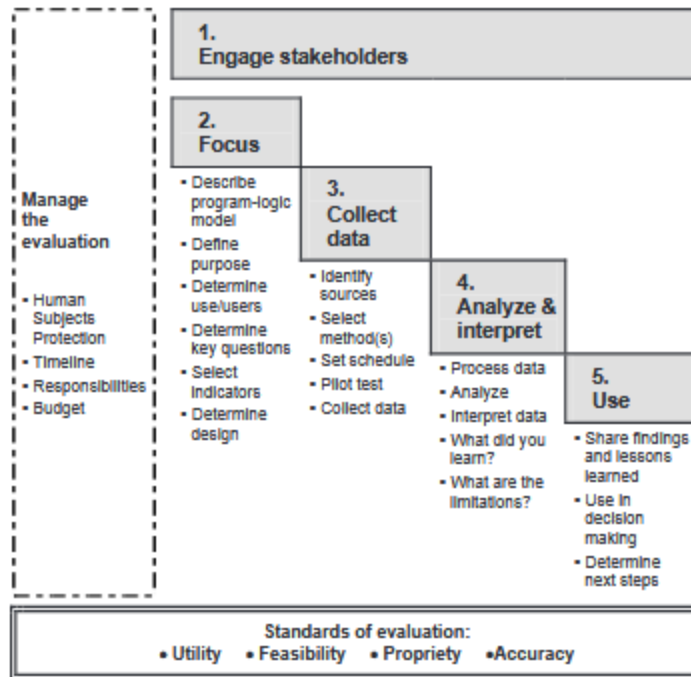 1.
Engage stakeholders
Manage
the
evaluation
▪ Human
Subjects
Protection
▪ Timeline
▪ Responsibilities
▪ Budget
2.
Focus
▪ Describe
program-logic
model
▪ Define
purpose
▪ Determine
use/users
▪ Determine
key questions
▪ Select
indicators
▪ Determine
design
3.
Collect
data
▪ Identify
sources
▪ Select
method(s)
▪ Set schedule
▪ Pilot test
▪ Collect data
4.
Analyze &
interpret
▪ Process data
▪ Analyze
▪ Interpret data
▪ What did you
learn?
▪ What are the
limitations?
5.
Use
▪ Share findings
and lessons
learned
▪ Use in
decision
making
▪ Determine
next steps
Standards of evaluation:
• Utility • Feasibility • Propriety •Accuracy